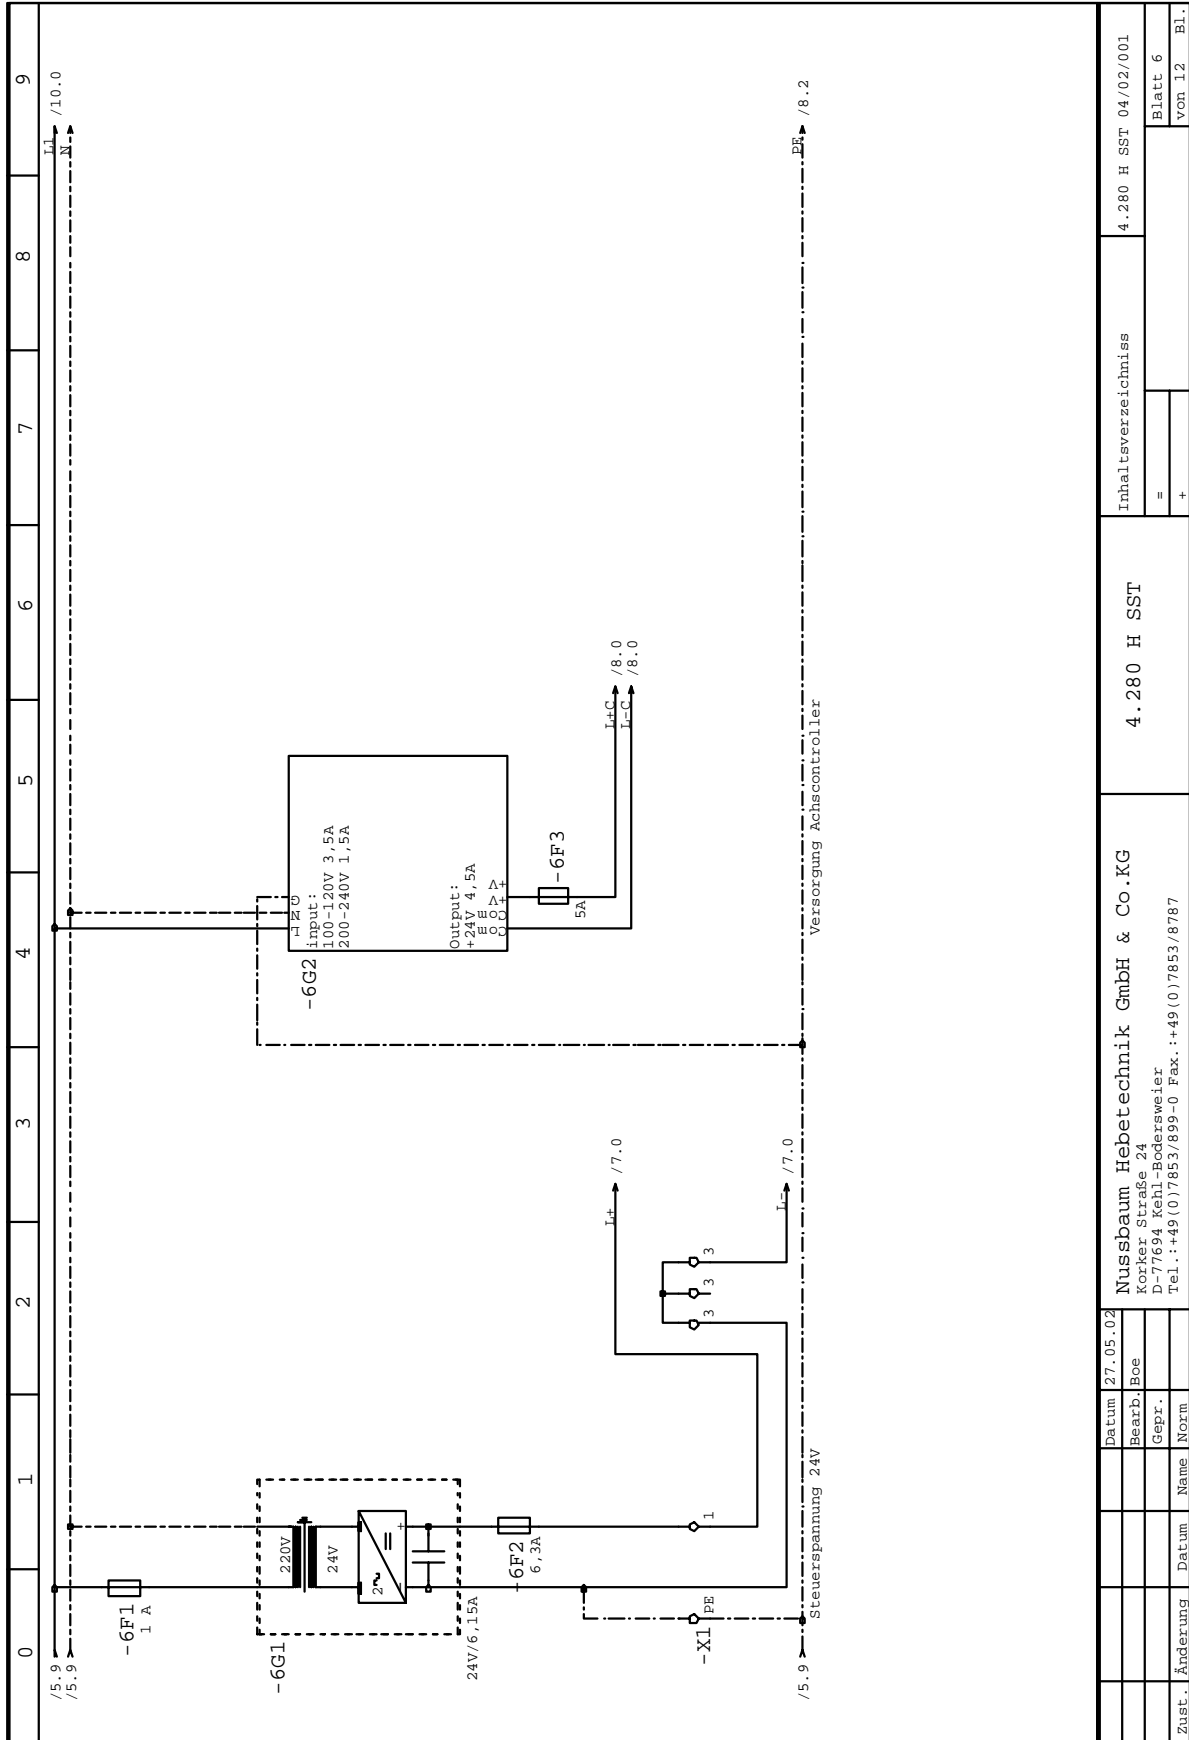 0 1 2 3 4 5 6 7 8 9
/5.9
/5.9
L1 /10.0
N
-6F1
1 A
-6G1
220V
24V
2
=
+
-
24V/6,15A
-6F2
6,3A
-X1 PE
1
3
3
3
L+ /7.0
L- /7.0
-6G2
L N G
input:
100-120V 3,5A
200-240V 1,5A
Output:
+24V 4,5A
Com Com +V +V
-6F3
5A
L+C /8.0
L-C /8.0
/5.9
PE /8.2
Steuerspannung 24V
Versorgung Achscontroller
Zust. Änderung Datum Name Norm
Datum 27.05.02
Bearb. Boe
Gepr.
Nussbaum Hebetechnik GmbH & Co.KG
Korker Straße 24
D-77694 Kehl-Bodersweier
Tel.:+49(0)7853/899-0 Fax.:+49(0)7853/8787
4.280 H SST
Inhaltsverzeichniss
=
+
4.280 H SST 04/02/001
Blatt 6
von 12 Bl.